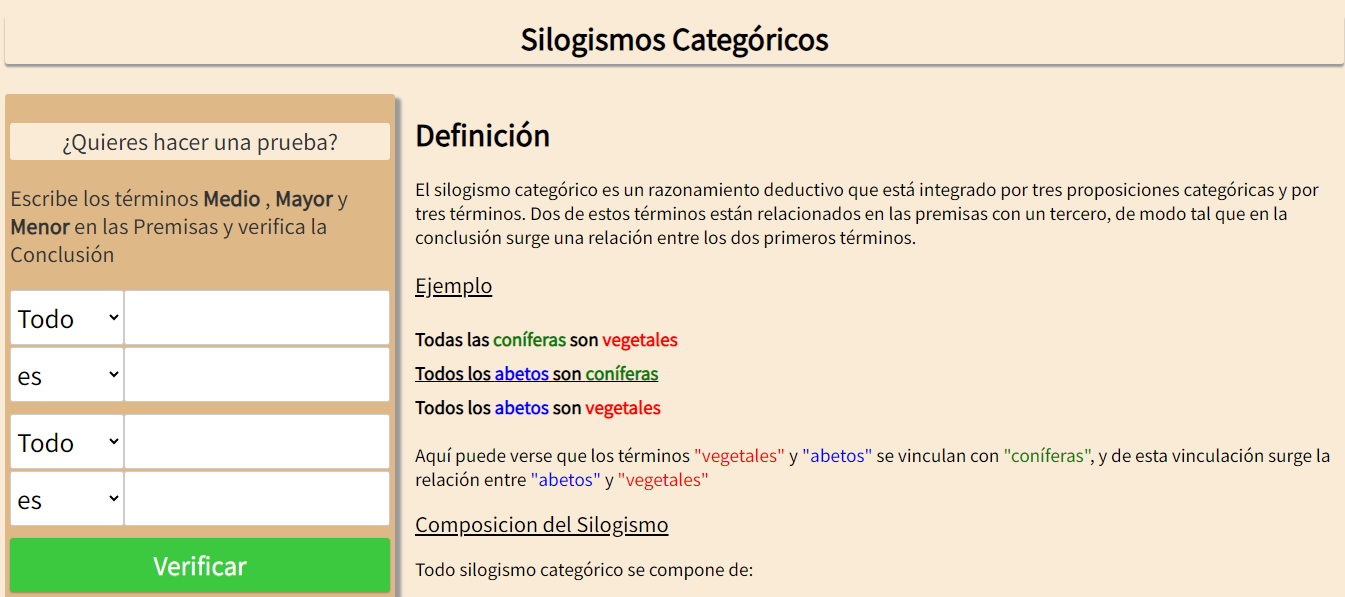 Silogismos Categóricos
¿Quieres hacer una prueba?
Escribe los términos Medio , Mayor y
Menor en las Premisas y verifica la
Conclusión
Todo
es
Todo
es
Verificar
Definición
El silogismo categórico es un razonamiento deductivo que está integrado por tres proposiciones categóricas y por
tres términos. Dos de estos términos están relacionados en las premisas con un tercero, de modo tal que en la
conclusión surge una relación entre los dos primeros términos.
Ejemplo
Todas las coníferas son vegetales
Todos los abetos son coníferas
Todos los abetos son vegetales
Aquí puede verse que los términos "vegetales" y "abetos" se vinculan con "coníferas", y de esta vinculación surge la
relación entre "abetos" y "vegetales"
Composicion del Silogismo
Todo silogismo categórico se compone de: